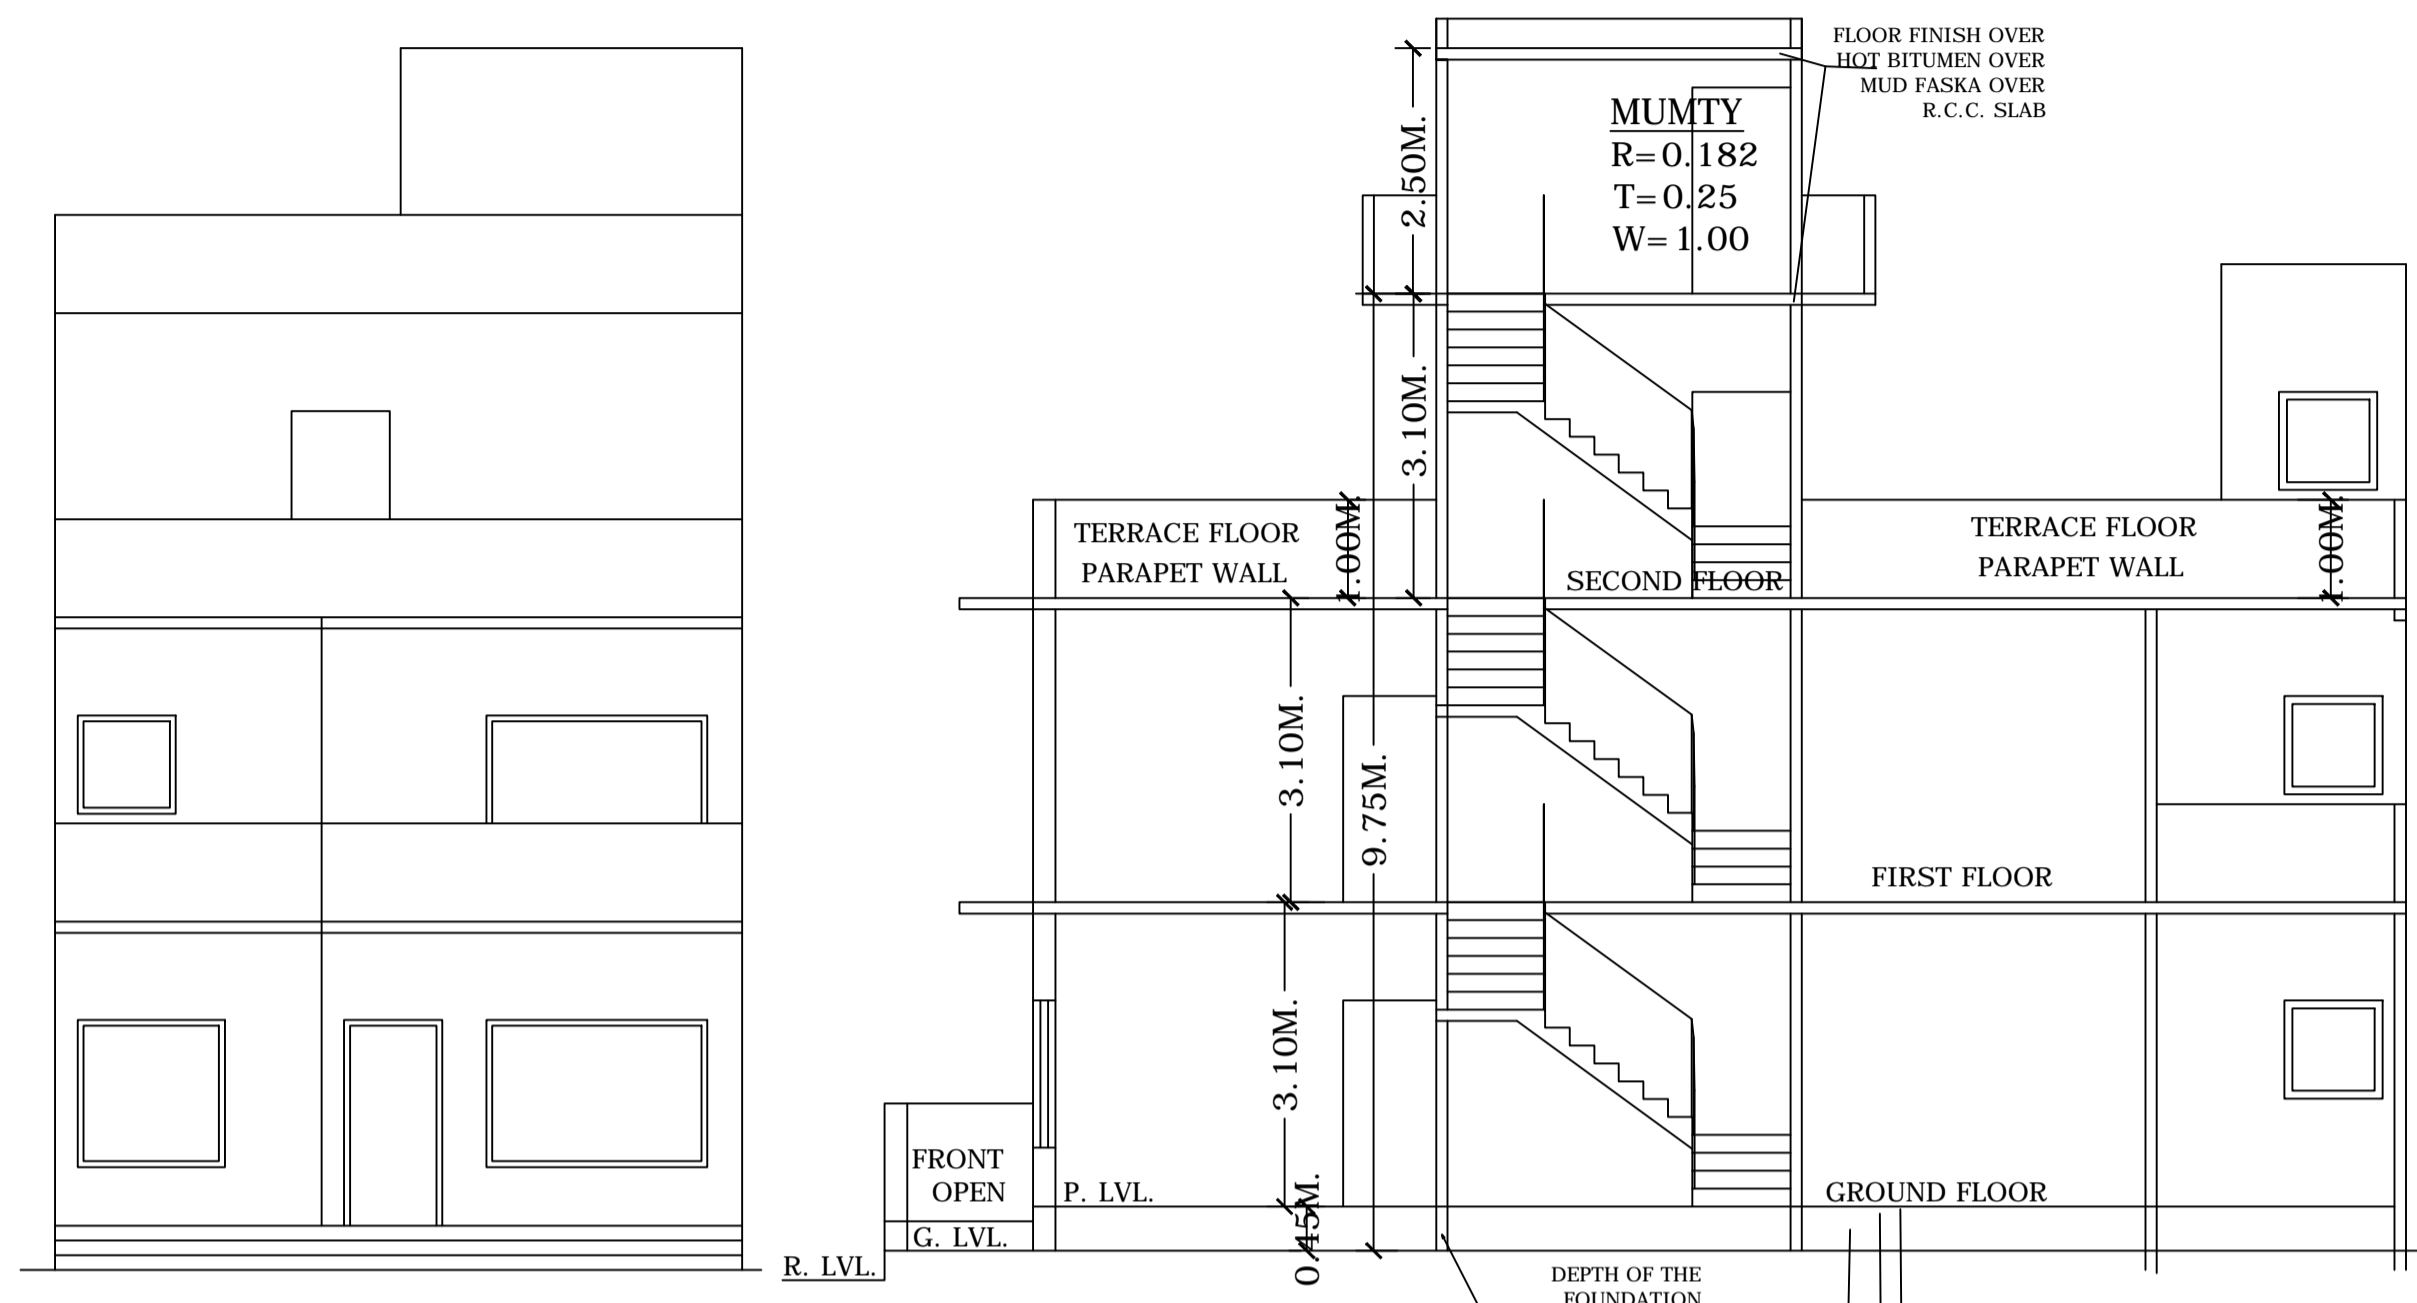 FLOOR FINISH OVER
HOT BITUMEN OVER
MUD FASKA OVER
R.C.C. SLAB
MUMTY
R=0.182
T=0.25
W=1.00
2.50M.
3.10M.
TERRACE FLOOR
PARAPET WALL
1.00M.
SECOND FLOOR
TERRACE FLOOR
PARAPET WALL
1.00M.
3.10M.
9.75M.
FIRST FLOOR
3.10M.
FRONT
OPEN
P. LVL.
GROUND FLOOR
G. LVL.
0.45M.
R. LVL.
DEPTH OF THE
FOUNDATION